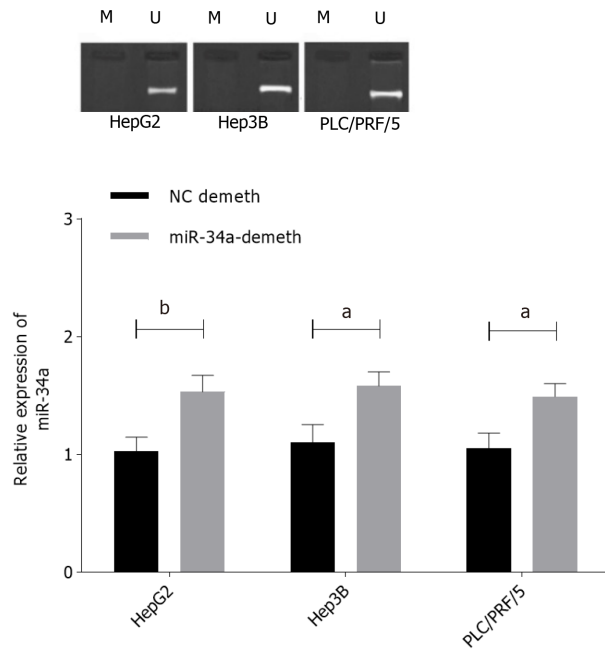 M U M U M U
HepG2 Hep3B PLC/PRF/5
NC demeth
miR-34a-demeth
3
2
1
0
Relative expression of
miR-34a
b a a
HepG2 Hep3B PLC/PRF/5